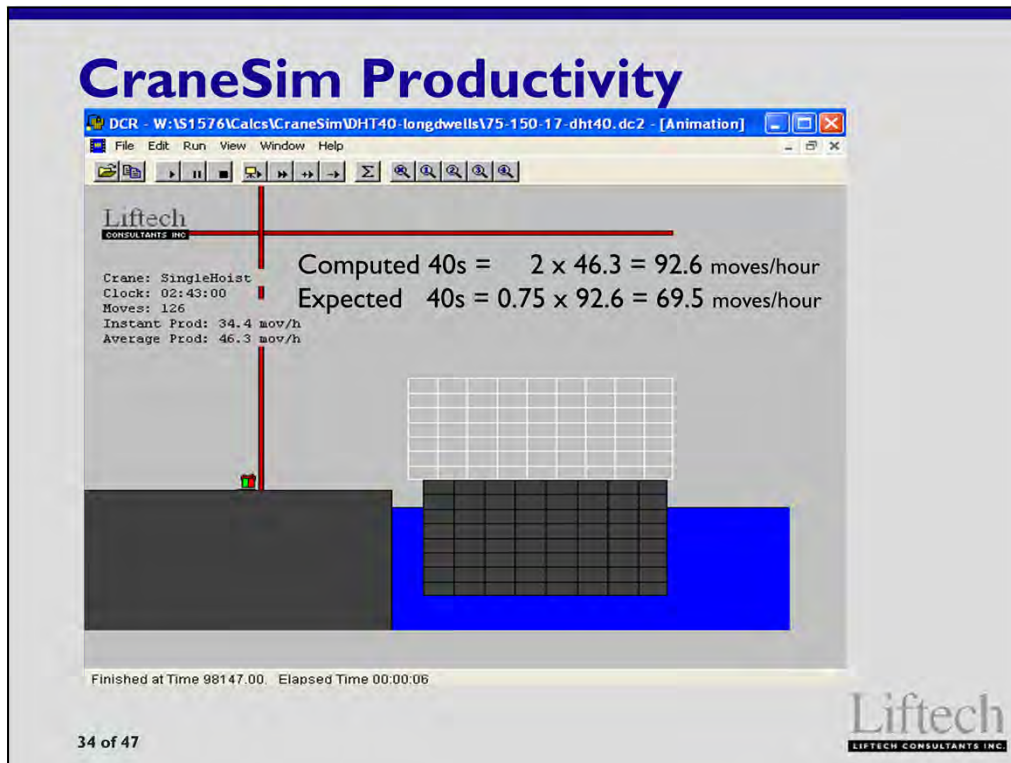 CraneSim Productivity
DCR - W:\S1576\Calcs\CraneSim\DHT40-longdwells\75-150-17-dht40.dc2 - [Animation]
File Edit Run View Window Help
Liftech
CONSULTANTS INC
Computed 40s = 2 x 46.3 = 92.6 moves/hour
Expected 40s = 0.75 x 92.6 = 69.5 moves/hour
Crane: SingleHoist
Clock: 02:43:00
Moves: 126
Instant Prod: 34.4 mov/h
Average Prod: 46.3 mov/h
Finished at Time 98147.00. Elapsed Time 00:00:06
34 of 47
Liftech
LIFTECH CONSULTANTS INC.